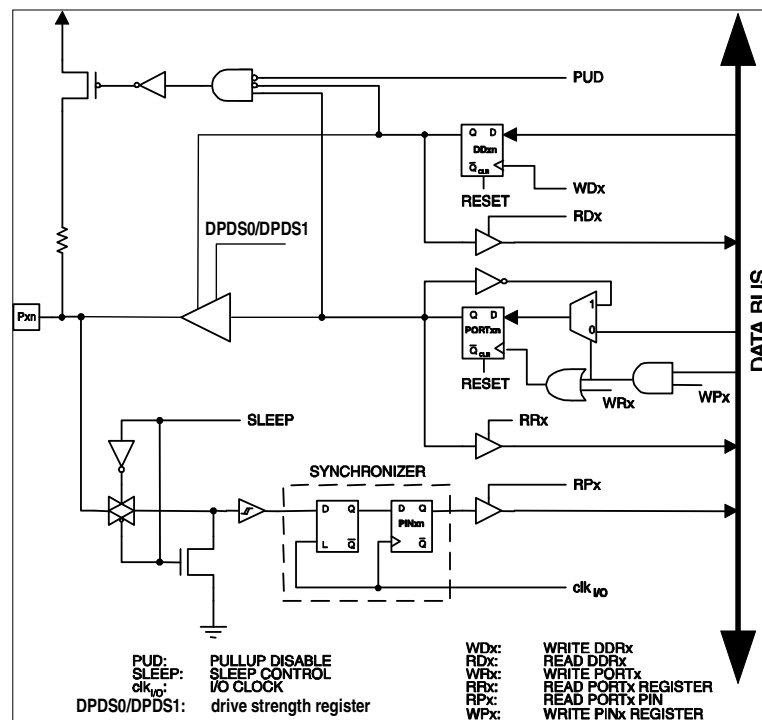 PUD
Q D
DDxn
Q CLR
WDx
RESET
RDx
DPDS0/DPDS1
Pxn
1
Q D
PORTxn
0
Q CLR
RESET
WRx
WPx
DATA BUS
RRx
SLEEP
SYNCHRONIZER
RPx
D Q
D Q
PINxn
L Q
Q
clk I/O
PUD: PULLUP DISABLE
SLEEP: SLEEP CONTROL
clk I/O: I/O CLOCK
DPDS0/DPDS1: drive strength register
WDx: WRITE DDRx
RDx: READ DDRx
WRx: WRITE PORTx
RRx: READ PORTx REGISTER
RPx: READ PORTx PIN
WPx: WRITE PINx REGISTER